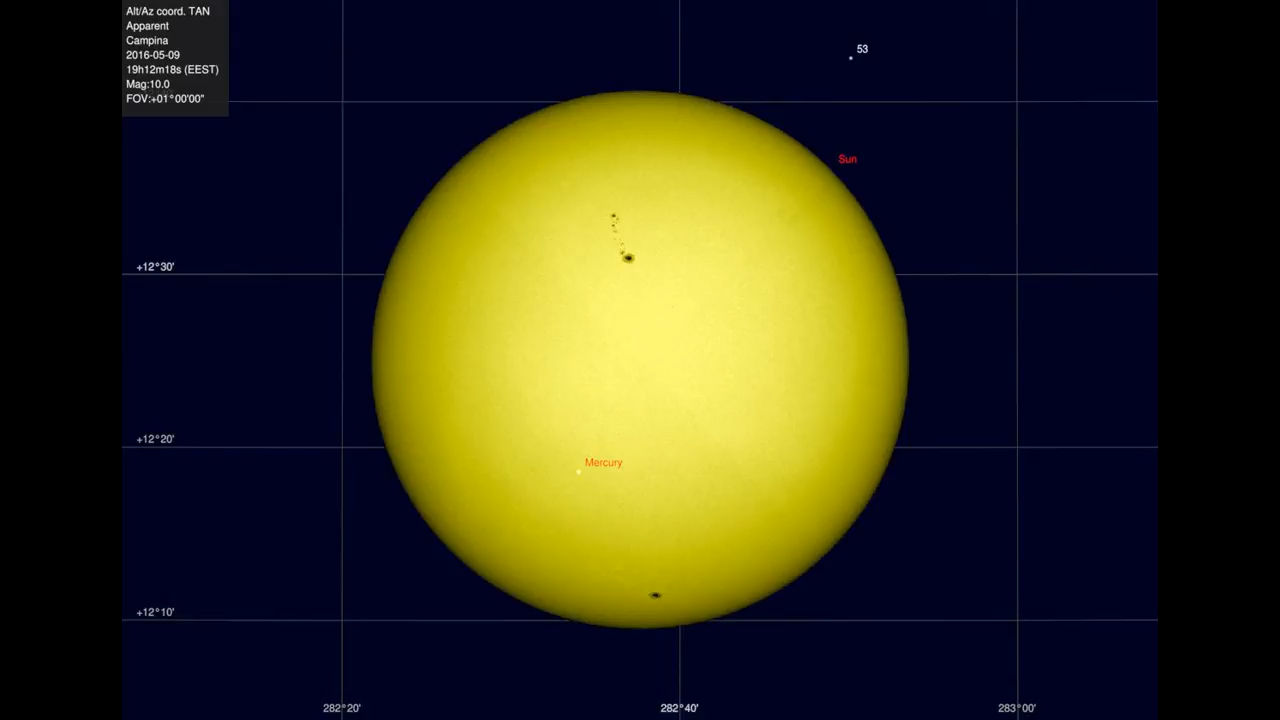 Alt/Az coord. TAN
Apparent
Campina
2016-05-09
19h12m18s (EEST)
Mag:10.0
FOV:+01°00'00"
53
Sun
+12°30'
+12°20'
Mercury
+12°10'
282°20'
282°40'
283°00'